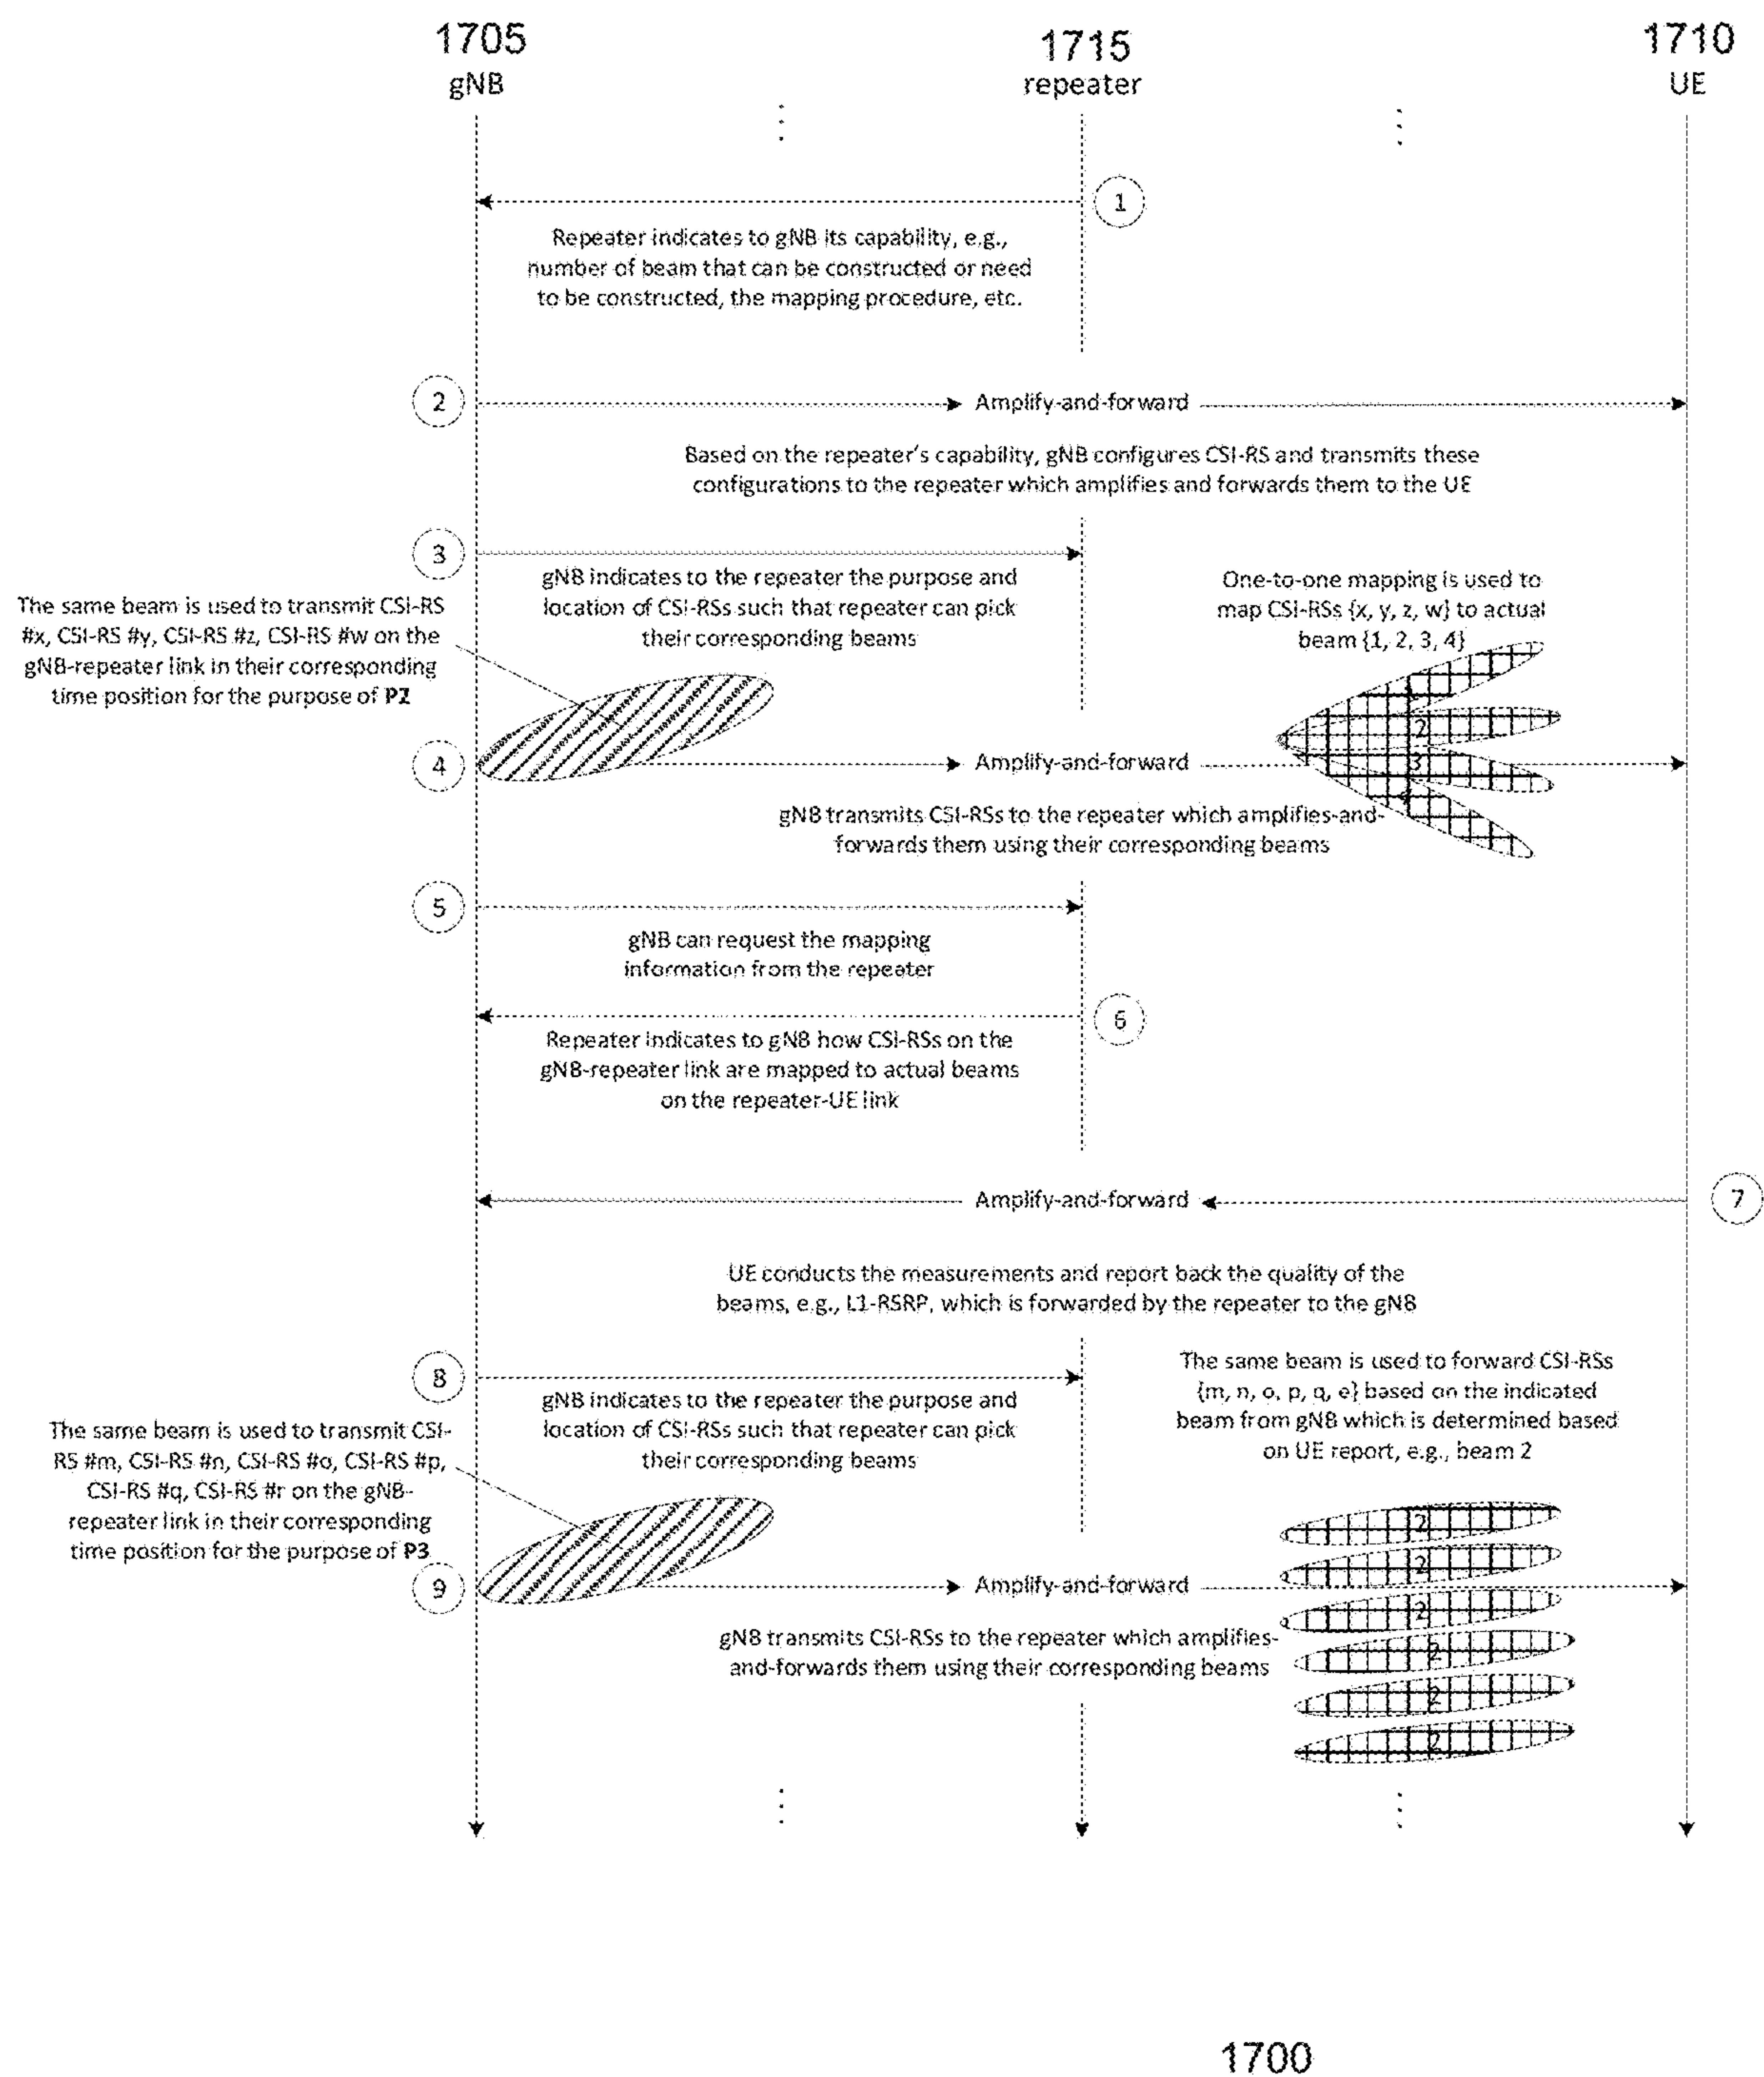 1705
gNB
1715
repeater
1710
UE
1
Repeater indicates to gNB its capability, e.g.,
number of beam that can be constructed or need
to be constructed, the mapping procedure, etc.
2
Amplify-and-forward
Based on the repeater's capability, gNB configures CSI-RS and transmits these
configurations to the repeater which amplifies and forwards them to the UE
3
gNB indicates to the repeater the purpose and
location of CSI-RSs such that repeater can pick
their corresponding beams
The same beam is used to transmit CSI-RS
#x, CSI-RS #y, CSI-RS #z, CSI-RS #w on the
gNB-repeater link in their corresponding
time position for the purpose of
One-to-one mapping is used to
map CSI-RSs {x, y, z, w} to actual
beam {1, 2, 3, 4}
1
2
3
4
4
Amplify-and-forward
gNB transmits CSI-RSs to the repeater which amplifies-and-
forwards them using their corresponding beams
5
gNB can request the mapping
information from the repeater
6
Repeater indicates to gNB how CSI-RSs on the
gNB-repeater link are mapped to actual beams
on the repeater-UE link
7
Amplify-and-forward
UE conducts the measurements and report back the quality of the
beams, e.g., L1-RSRP, which is forwarded by the repeater to the gNB
8
gNB indicates to the repeater the purpose and
location of CSI-RSs such that repeater can pick
their corresponding beams
The same beam is used to transmit CSI-
RS #m, CSI-RS #n, CSI-RS #o, CSI-RS #p,
CSI-RS #q, CSI-RS #r on the gNB-
repeater link in their corresponding
time position for the purpose of P3
The same beam is used to forward CSI-RSs
{m, n, o, p, q, e} based on the indicated
beam from gNB which is determined based
on UE report, e.g., beam 2
2
2
2
2
2
2
9
Amplify-and-forward
gNB transmits CSI-RSs to the repeater which amplifies-
and-forwards them using their corresponding beams
1700